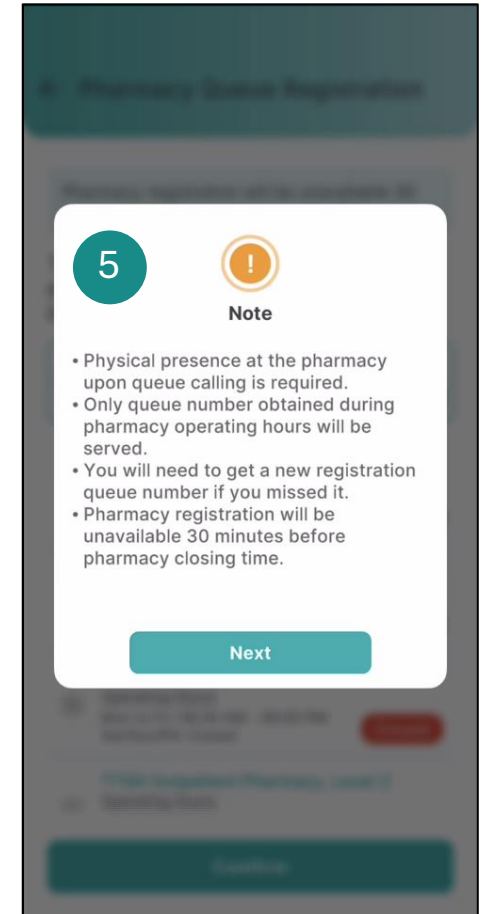 Pharmacy Queue Registration
5
!
Note
• Physical presence at the pharmacy
upon queue calling is required.
• Only queue number obtained during
pharmacy operating hours will be
served.
• You will need to get a new registration
queue number if you missed it.
• Pharmacy registration will be
unavailable 30 minutes before
pharmacy closing time.
Next
Confirm